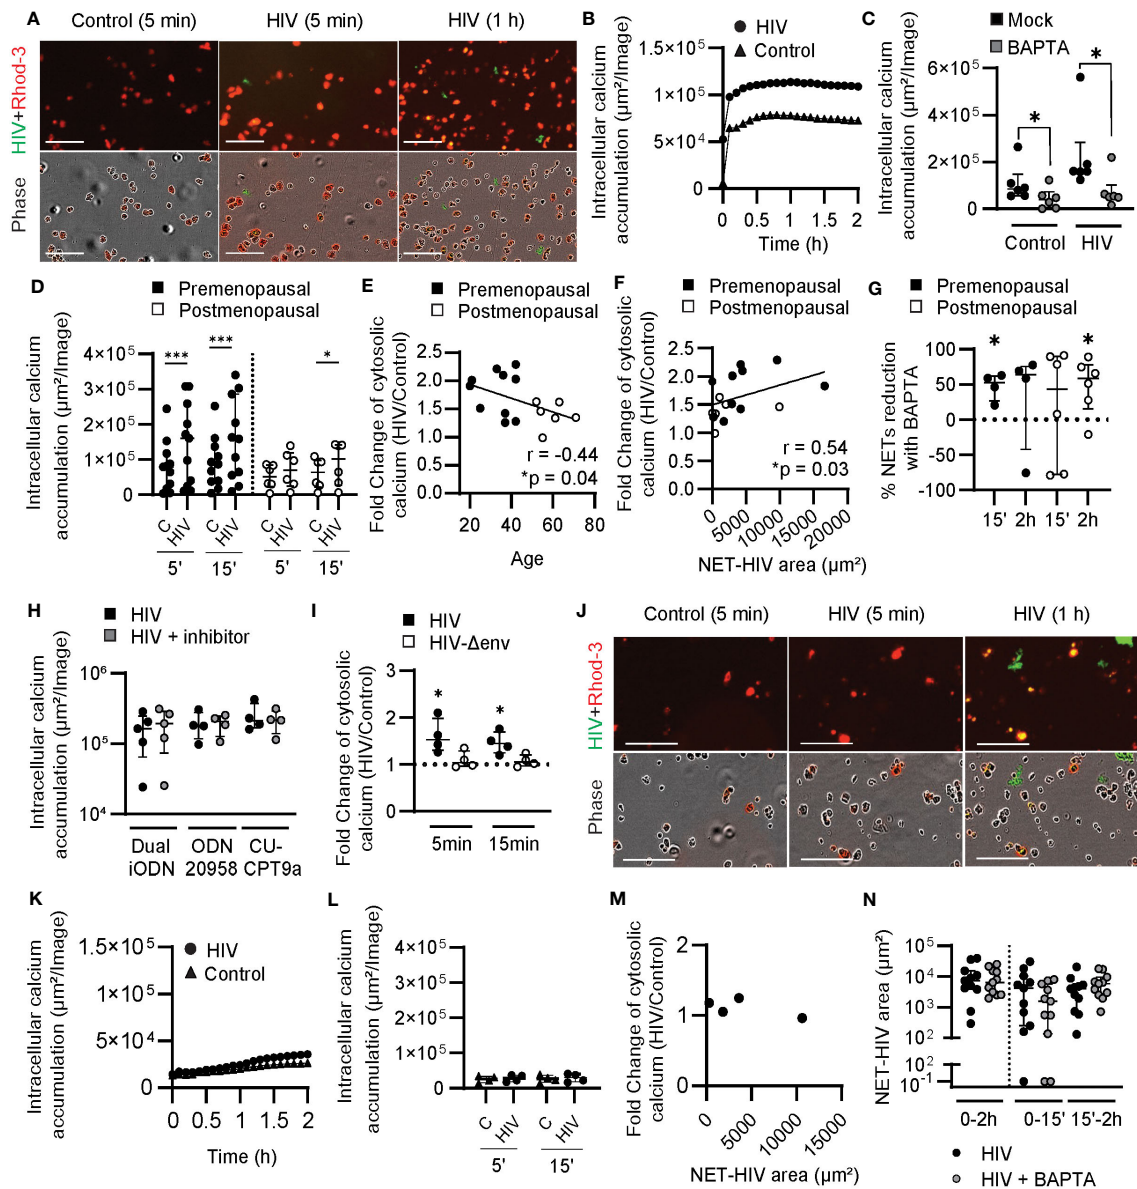 A
Control (5 min)
HIV (5 min)
HIV (1 h)
HIV+Rhod-3
Phase
B
HIV
Control
Intracellular calcium
accumulation (µm²/Image)
1.5×10⁵
1×10⁵
5×10⁴
0
0 0.5 1 1.5 2
Time (h)
C
Mock
BAPTA
Intracellular calcium
accumulation (µm²/Image)
6×10⁵
4×10⁵
2×10⁵
0
* *
Control HIV
D
Premenopausal
Postmenopausal
Intracellular calcium
accumulation (µm²/Image)
4×10⁵
3×10⁵
2×10⁵
1×10⁵
0
*** *** *
C HIV C HIV C HIV C HIV
5' 15' 5' 15'
E
Premenopausal
Postmenopausal
Fold Change of cytosolic
calcium (HIV/Control)
2.5
2.0
1.5
1.0
0.5
0.0
r = -0.44
*p = 0.04
20 40 60 80
Age
F
Premenopausal
Postmenopausal
Fold Change of cytosolic
calcium (HIV/Control)
2.5
2.0
1.5
1.0
0.5
0.0
r = 0.54
*p = 0.03
0 5000 10000 15000 20000
NET-HIV area (µm²)
G
Premenopausal
Postmenopausal
% NETs reduction
with BAPTA
100
50
0
-50
-100
* *
15' 2h 15' 2h
H
HIV
HIV + inhibitor
Intracellular calcium
accumulation (µm²/Image)
10⁶
10⁵
10⁴
Dual ODN CU-
iODN 20958 CPT9a
I
HIV
HIV-Δenv
Fold Change of cytosolic
calcium (HIV/Control)
3
2
1
0
* *
5min 15min
J
Control (5 min)
HIV (5 min)
HIV (1 h)
HIV+Rhod-3
Phase
K
HIV
Control
Intracellular calcium
accumulation (µm²/Image)
1.5×10⁵
1×10⁵
5×10⁴
0
0 0.5 1 1.5 2
Time (h)
L
Intracellular calcium
accumulation (µm²/Image)
4×10⁵
3×10⁵
2×10⁵
1×10⁵
0
C HIV C HIV
5' 15'
M
Fold Change of cytosolic
calcium (HIV/Control)
2
1
0
0 5000 10000 15000
NET-HIV area (µm²)
N
NET-HIV area (µm²)
10⁵
10⁴
10³
10²
10²
10⁻¹
0-2h 0-15' 15'-2h
HIV
HIV + BAPTA